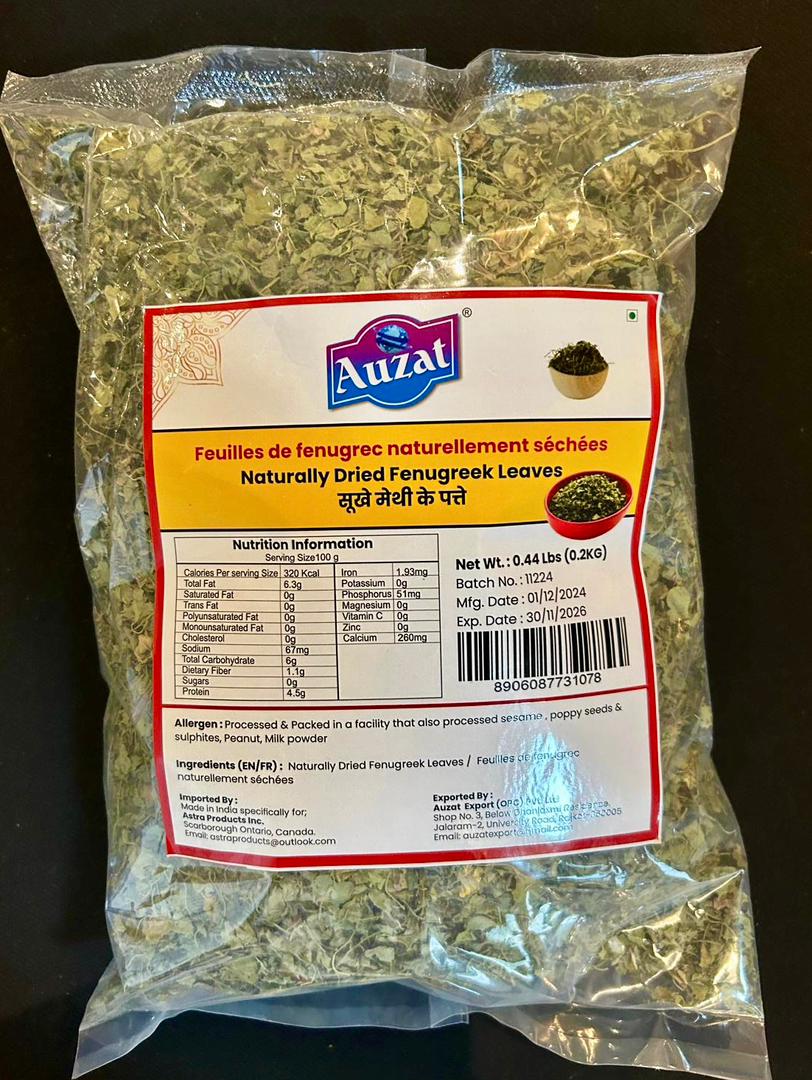 Auzat
®
Feuilles de fenugrec naturellement séchées
Naturally Dried Fenugreek Leaves
सूखे मेथी के पत्ते
Nutrition Information
Serving Size100 g
Calories Per serving Size 320 Kcal
Total Fat 6.3g
Saturated Fat 0g
Trans Fat 0g
Polyunsaturated Fat 0g
Monounsaturated Fat 0g
Cholesterol 0g
Sodium 67mg
Total Carbohydrate 6g
Dietary Fiber 1.1g
Sugars 0g
Protein 4.5g
Iron 1.93mg
Potassium 0g
Phosphorus 51mg
Magnesium 0g
Vitamin C 0g
Zinc 0g
Calcium 260mg
Net Wt. : 0.44 Lbs (0.2KG)
Batch No. : 11224
Mfg. Date : 01/12/2024
Exp. Date : 30/11/2026
8906087731078
Allergen : Processed & Packed in a facility that also processed sesame , poppy seeds &
sulphites, Peanut, Milk powder
Ingredients (EN/FR) : Naturally Dried Fenugreek Leaves / Feuilles de fenugrec
naturellement séchées
Imported By :
Made in India specifically for;
Astra Products Inc.
Scarborough Ontario, Canada.
Email: astraproducts@outlook.com
Exported By :
Auzat Export (OPC) Pvt. Ltd
Shop No. 3, Below Residence,
Jalaram-2, University Road,
Email: